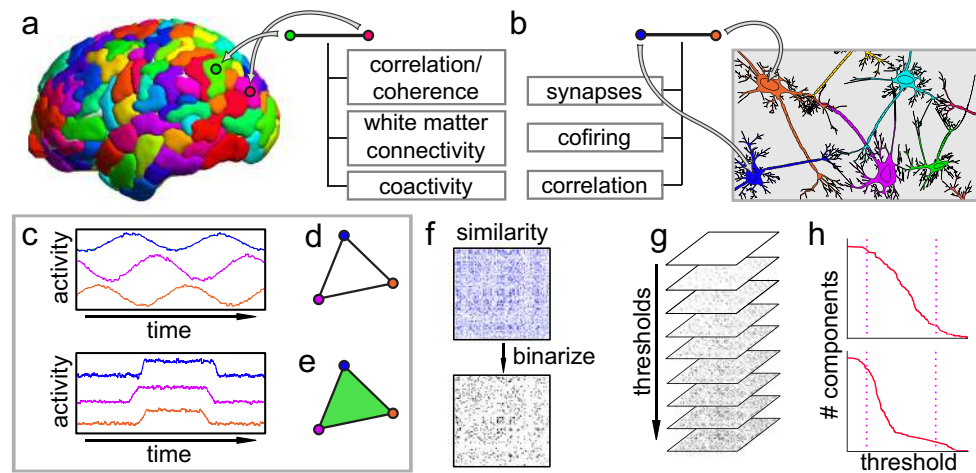 a
correlation/
coherence
white matter
connectivity
coactivity
b
synapses
cofiring
correlation
c
activity
time
activity
time
d
e
f
similarity
binarize
g
thresholds
h
# components
threshold